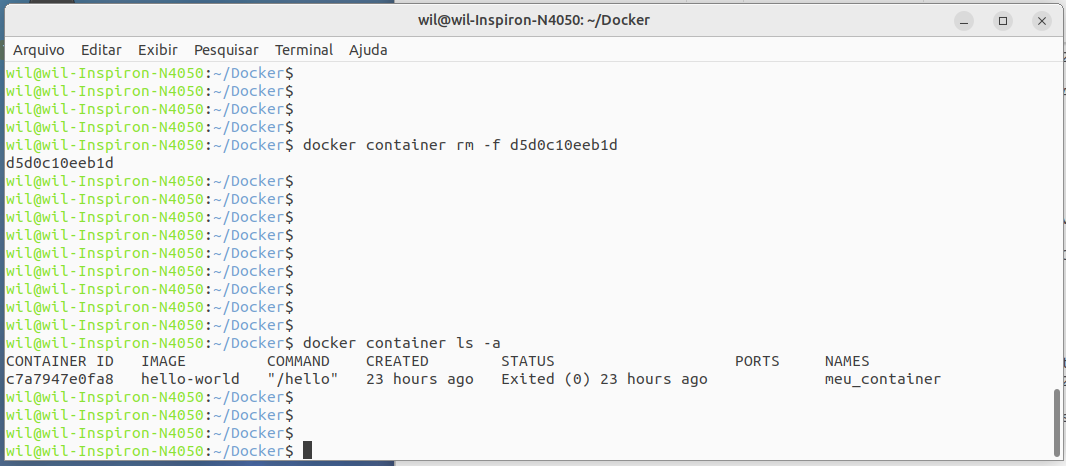 wil@wil-Inspiron-N4050: ~/Docker
Arquivo Editar Exibir Pesquisar Terminal Ajuda
wil@wil-Inspiron-N4050:~/Docker$
wil@wil-Inspiron-N4050:~/Docker$
wil@wil-Inspiron-N4050:~/Docker$
wil@wil-Inspiron-N4050:~/Docker$
wil@wil-Inspiron-N4050:~/Docker$ docker container rm -f d5d0c10eeb1d
d5d0c10eeb1d
wil@wil-Inspiron-N4050:~/Docker$
wil@wil-Inspiron-N4050:~/Docker$
wil@wil-Inspiron-N4050:~/Docker$
wil@wil-Inspiron-N4050:~/Docker$
wil@wil-Inspiron-N4050:~/Docker$
wil@wil-Inspiron-N4050:~/Docker$
wil@wil-Inspiron-N4050:~/Docker$
wil@wil-Inspiron-N4050:~/Docker$
wil@wil-Inspiron-N4050:~/Docker$
wil@wil-Inspiron-N4050:~/Docker$ docker container ls -a
CONTAINER ID   IMAGE         COMMAND    CREATED        STATUS                    PORTS     NAMES
c7a7947e0fa8   hello-world   "/hello"   23 hours ago   Exited (0) 23 hours ago             meu_container
wil@wil-Inspiron-N4050:~/Docker$
wil@wil-Inspiron-N4050:~/Docker$
wil@wil-Inspiron-N4050:~/Docker$
wil@wil-Inspiron-N4050:~/Docker$